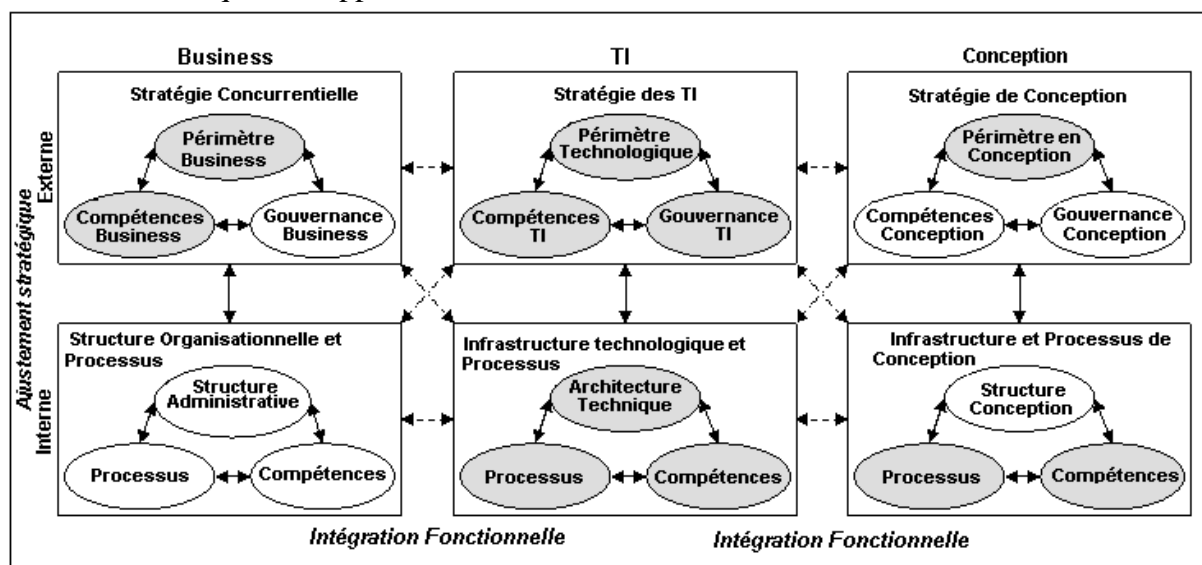 Business
TI
Conception
Ajustement stratégique
Externe
Stratégie Concurrentielle
Périmètre
Business
Compétences
Business
Gouvernance
Business
Stratégie des TI
Périmètre
Technologique
Compétences
TI
Gouvernance
TI
Stratégie de Conception
Périmètre en
Conception
Compétences
Conception
Gouvernance
Conception
Interne
Structure Organisationnelle et
Processus
Structure
Administrative
Processus
Compétences
Infrastructure technologique et
Processus
Architecture
Technique
Processus
Compétences
Infrastructure et Processus de
Conception
Structure
Conception
Processus
Compétences
Intégration Fonctionnelle
Intégration Fonctionnelle